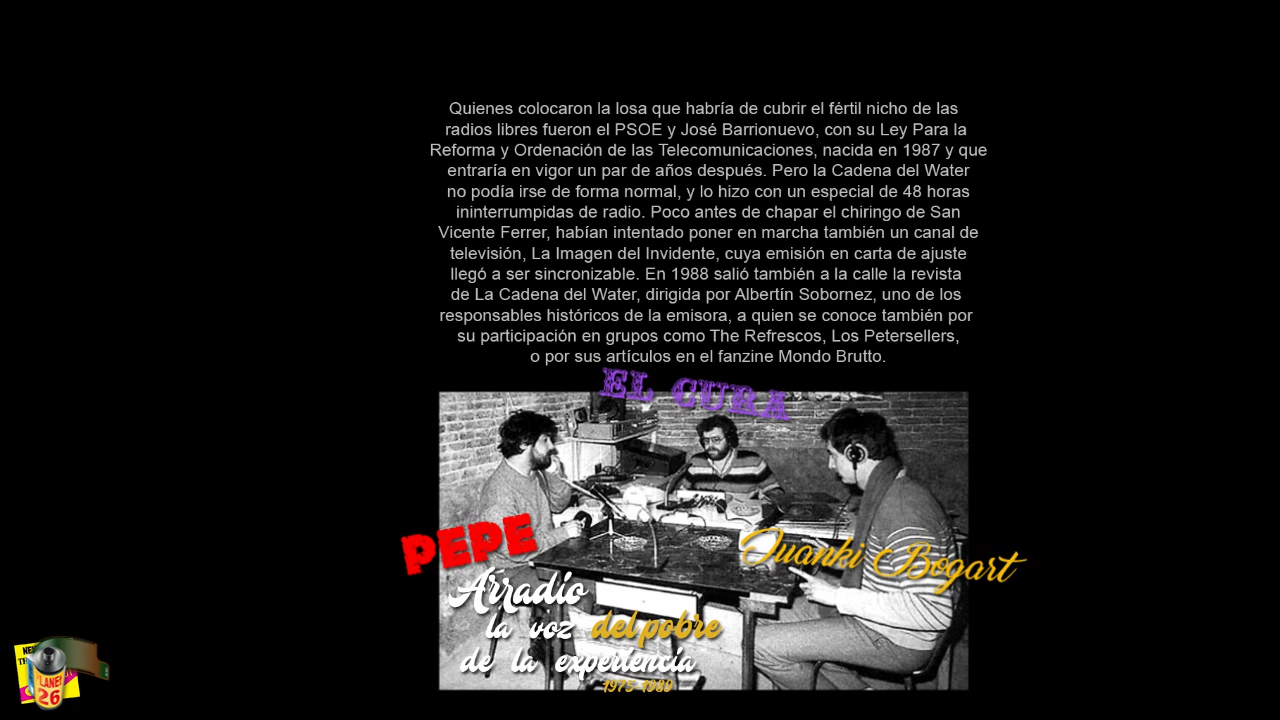 Quienes colocaron la losa que habría de cubrir el fértil nicho de las
radios libres fueron el PSOE y José Barrionuevo, con su Ley Para la
Reforma y Ordenación de las Telecomunicaciones, nacida en 1987 y que
entraría en vigor un par de años después. Pero la Cadena del Water
no podía irse de forma normal, y lo hizo con un especial de 48 horas
ininterrumpidas de radio. Poco antes de chapar el chiringo de San
Vicente Ferrer, habían intentado poner en marcha también un canal de
televisión, La Imagen del Invidente, cuya emisión en carta de ajuste
llegó a ser sincronizable. En 1988 salió también a la calle la revista
de La Cadena del Water, dirigida por Albertín Sobornez, uno de los
responsables históricos de la emisora, a quien se conoce también por
su participación en grupos como The Refrescos, Los Petersellers,
o por sus artículos en el fanzine Mondo Brutto.
EL CURA
PEPE
Juanki Bogart
Arradio
la voz del pobre
de la experiencia
1975-1989
26